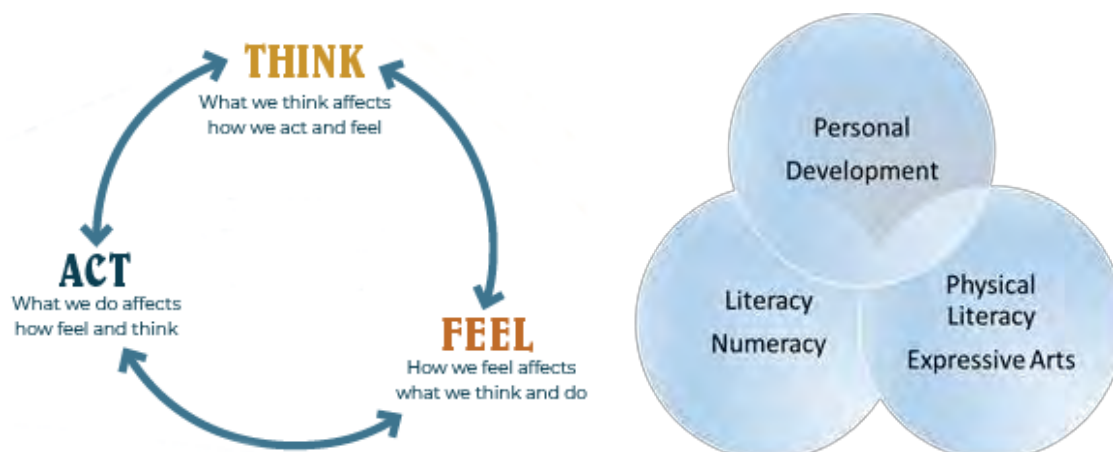 THINK
What we think affects
how we act and feel
ACT
What we do affects
how feel and think
FEEL
How we feel affects
what we think and do
Personal
Development
Literacy
Numeracy
Physical
Literacy
Expressive Arts